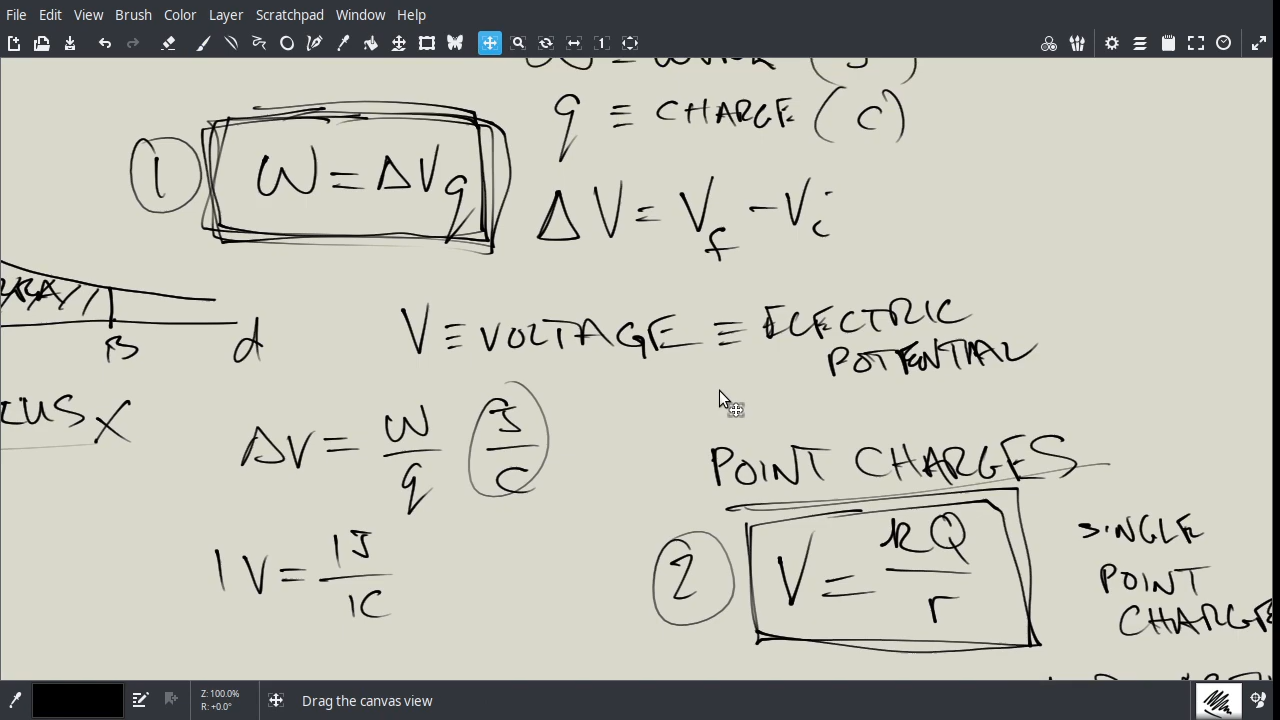 File Edit View Brush Color Layer Scratchpad Window Help
1
q ≡ CHARGE (C)
1 W = ΔVq
ΔV = Vf - Vi
B d
V ≡ VOLTAGE ≡ ELECTRIC
POTENTIAL
ΔV = W/q J/C
POINT CHARGES
1V = 1J/1C
2 V = kQ/r
SINGLE
POINT
CHARGE
Z: 100.0%
R: +0.0°
Drag the canvas view